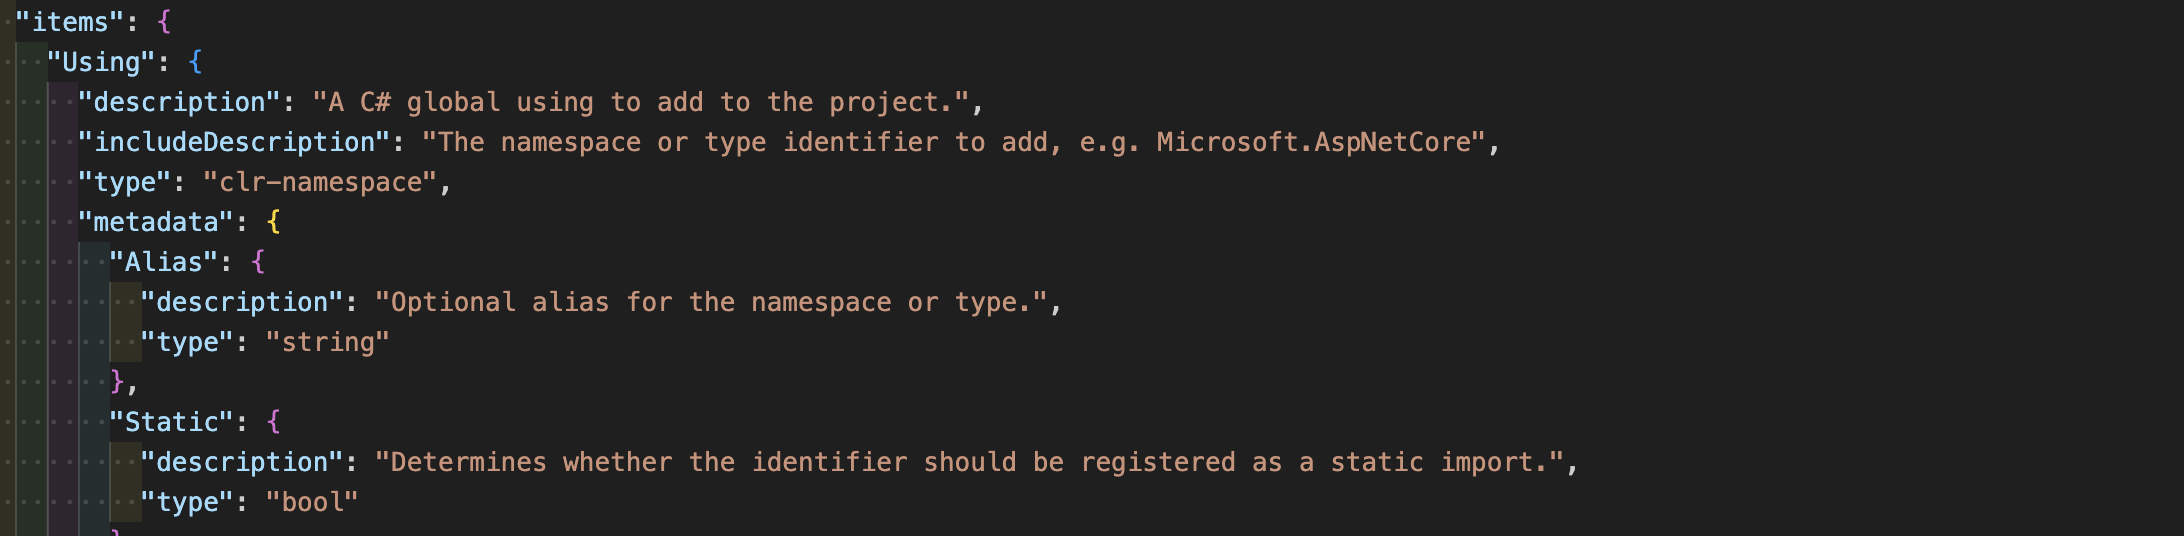 "items": {
"Using": {
"description": "A C# global using to add to the project.",
"includeDescription": "The namespace or type identifier to add, e.g. Microsoft.AspNetCore",
"type": "clr-namespace",
"metadata": {
"Alias": {
"description": "Optional alias for the namespace or type.",
"type": "string"
},
"Static": {
"description": "Determines whether the identifier should be registered as a static import.",
"type": "bool"
}